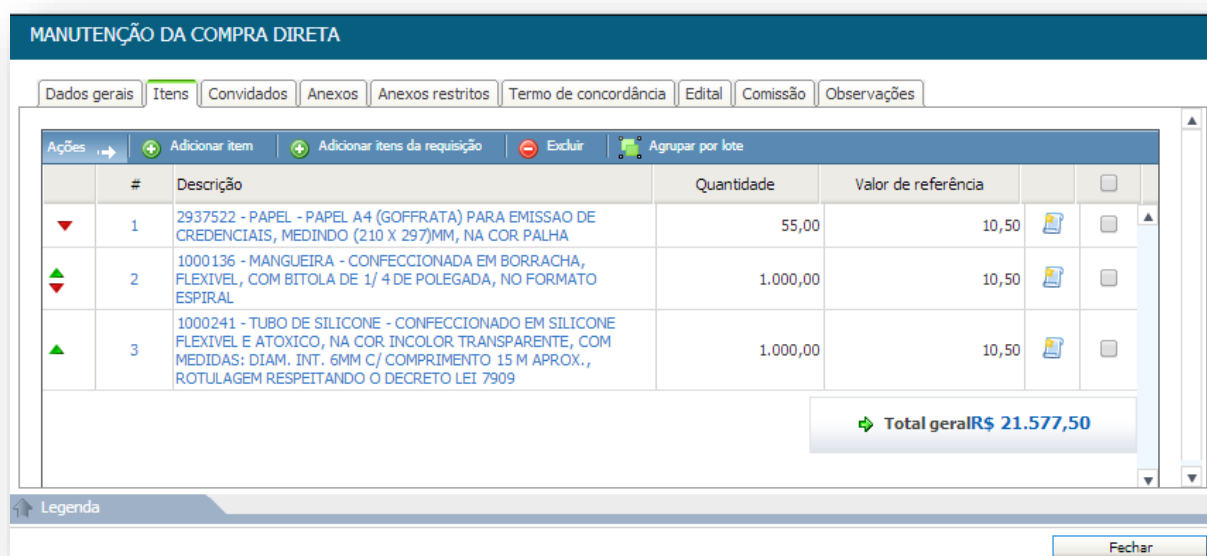 MANUTENÇÃO DA COMPRA DIRETA
Dados gerais Itens Convidados Anexos Anexos restritos Termo de concordância Edital Comissão Observações
Ações Adicionar item Adicionar itens da requisição Excluir Agrupar por lote
# Descrição Quantidade Valor de referência
1 2937522 - PAPEL - PAPEL A4 (GOFFRATA) PARA EMISSAO DE 55,00 10,50
CREDENCIAIS, MEDINDO (210 X 297)MM, NA COR PALHA
1000136 - MANGUEIRA - CONFECCIONADA EM BORRACHA,
2 FLEXIVEL, COM BITOLA DE 1/ 4 DE POLEGADA, NO FORMATO 1.000,00 10,50
ESPIRAL
1000241 - TUBO DE SILICONE - CONFECCIONADO EM SILICONE
3 FLEXIVEL E ATOXICO, NA COR INCOLOR TRANSPARENTE, COM 1.000,00 10,50
MEDIDAS: DIAM. INT. 6MM C/ COMPRIMENTO 15 M APROX.,
ROTULAGEM RESPEITANDO O DECRETO LEI 7909
Total geralR$ 21.577,50
Legenda
Fechar